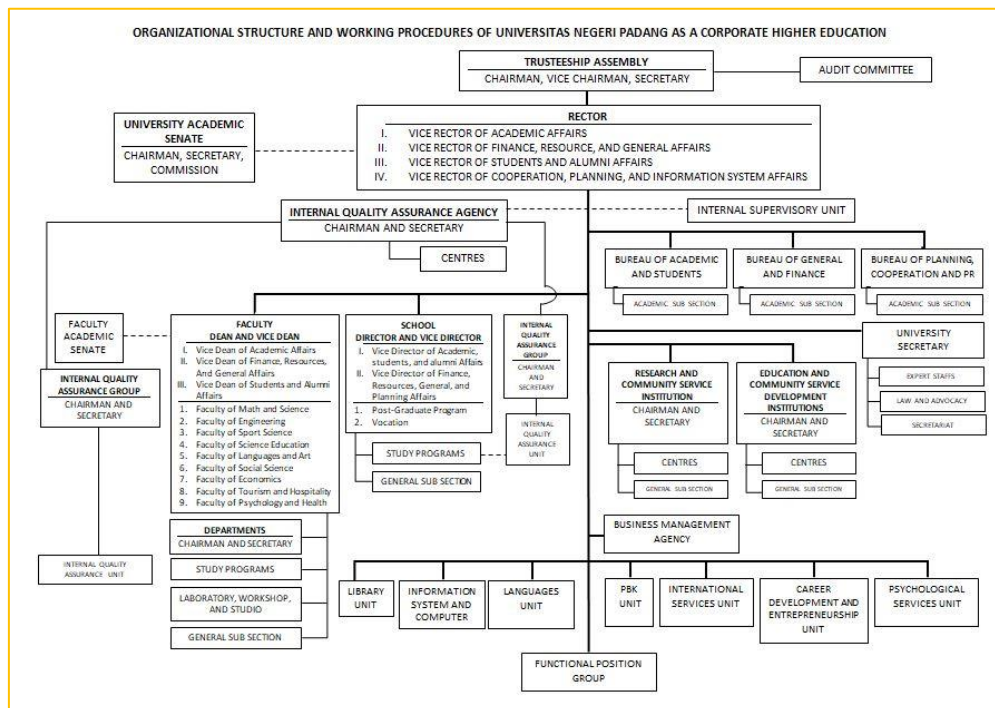 ORGANIZATIONAL STRUCTURE AND WORKING PROCEDURES OF UNIVERSITAS NEGERI PADANG AS A CORPORATE HIGHER EDUCATION
TRUSTEESHIP ASSEMBLY
CHAIRMAN, VICE CHAIRMAN, SECRETARY
AUDIT COMMITTEE
RECTOR
I. VICE RECTOR OF ACADEMIC AFFAIRS
II. VICE RECTOR OF FINANCE, RESOURCE, AND GENERAL AFFAIRS
III. VICE RECTOR OF STUDENTS AND ALUMNI AFFAIRS
IV. VICE RECTOR OF COOPERATION, PLANNING, AND INFORMATION SYSTEM AFFAIRS
UNIVERSITY ACADEMIC
SENATE
CHAIRMAN, SECRETARY,
COMMISSION
INTERNAL QUALITY ASSURANCE AGENCY
CHAIRMAN AND SECRETARY
INTERNAL SUPERVISORY UNIT
CENTRES
BUREAU OF ACADEMIC
AND STUDENTS
BUREAU OF GENERAL
AND FINANCE
BUREAU OF PLANNING,
COOPERATION AND PR
ACADEMIC SUB SECTION
ACADEMIC SUB SECTION
ACADEMIC SUB SECTION
FACULTY
ACADEMIC
SENATE
FACULTY
DEAN AND VICE DEAN
I. Vice Dean of Academic Affairs
II. Vice Dean of Finance, Resources,
And General Affairs
III. Vice Dean of Students and Alumni
Affairs
1. Faculty of Math and Science
2. Faculty of Engineering
3. Faculty of Sport Science
4. Faculty of Science Education
5. Faculty of Languages and Art
6. Faculty of Social Science
7. Faculty of Economics
8. Faculty of Tourism and Hospitality
9. Faculty of Psychology and Health
SCHOOL
DIRECTOR AND VICE DIRECTOR
I. Vice Director of Academic,
students, and alumni Affairs
II. Vice Director of Finance,
Resources, General, and
Planning Affairs
1. Post-Graduate Program
2. Vocation
STUDY PROGRAMS
GENERAL SUB SECTION
INTERNAL
QUALITY
ASSURANCE
GROUP
CHAIRMAN
AND
SECRETARY
INTERNAL
QUALITY
ASSURANCE
UNIT
INTERNAL QUALITY
ASSURANCE GROUP
CHAIRMAN AND
SECRETARY
INTERNAL QUALITY
ASSURANCE UNIT
UNIVERSITY
SECRETARY
EXPERT STAFFS
LAW AND ADVOCACY
SECRETARIAT
RESEARCH AND
COMMUNITY SERVICE
INSTITUTION
CHAIRMAN AND
SECRETARY
CENTRES
GENERAL SUB SECTION
EDUCATION AND
COMMUNITY SERVICE
DEVELOPMENT
INSTITUTIONS
CHAIRMAN AND
SECRETARY
CENTRES
GENERAL SUB SECTION
DEPARTMENTS
CHAIRMAN AND SECRETARY
STUDY PROGRAMS
LABORATORY, WORKSHOP,
AND STUDIO
GENERAL SUB SECTION
BUSINESS MANAGEMENT
AGENCY
LIBRARY
UNIT
INFORMATION
SYSTEM AND
COMPUTER
LANGUAGES
UNIT
PBK
UNIT
INTERNATIONAL
SERVICES UNIT
CAREER
DEVELOPMENT AND
ENTREPRENEURSHIP
UNIT
PSYCHOLOGICAL
SERVICES UNIT
FUNCTIONAL POSITION
GROUP